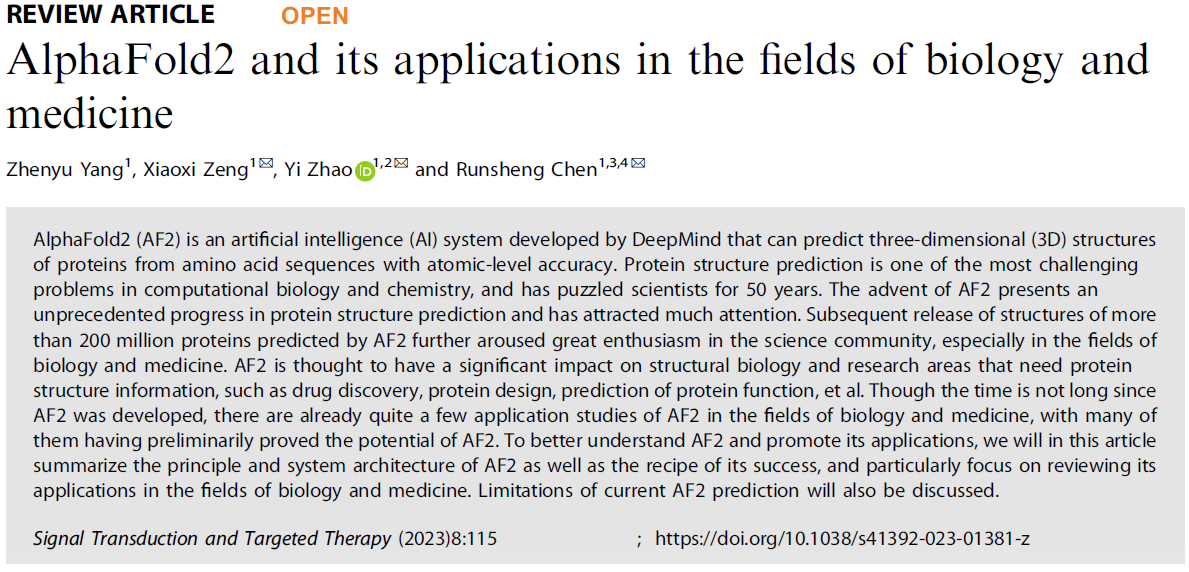 REVIEW ARTICLE OPEN
AlphaFold2 and its applications in the fields of biology and
medicine
Zhenyu Yang1, Xiaoxi Zeng1✉, Yi Zhao iD 1,2✉ and Runsheng Chen1,3,4✉
AlphaFold2 (AF2) is an artificial intelligence (AI) system developed by DeepMind that can predict three-dimensional (3D) structures
of proteins from amino acid sequences with atomic-level accuracy. Protein structure prediction is one of the most challenging
problems in computational biology and chemistry, and has puzzled scientists for 50 years. The advent of AF2 presents an
unprecedented progress in protein structure prediction and has attracted much attention. Subsequent release of structures of more
than 200 million proteins predicted by AF2 further aroused great enthusiasm in the science community, especially in the fields of
biology and medicine. AF2 is thought to have a significant impact on structural biology and research areas that need protein
structure information, such as drug discovery, protein design, prediction of protein function, et al. Though the time is not long since
AF2 was developed, there are already quite a few application studies of AF2 in the fields of biology and medicine, with many of
them having preliminarily proved the potential of AF2. To better understand AF2 and promote its applications, we will in this article
summarize the principle and system architecture of AF2 as well as the recipe of its success, and particularly focus on reviewing its
applications in the fields of biology and medicine. Limitations of current AF2 prediction will also be discussed.
Signal Transduction and Targeted Therapy (2023)8:115 ; https://doi.org/10.1038/s41392-023-01381-z